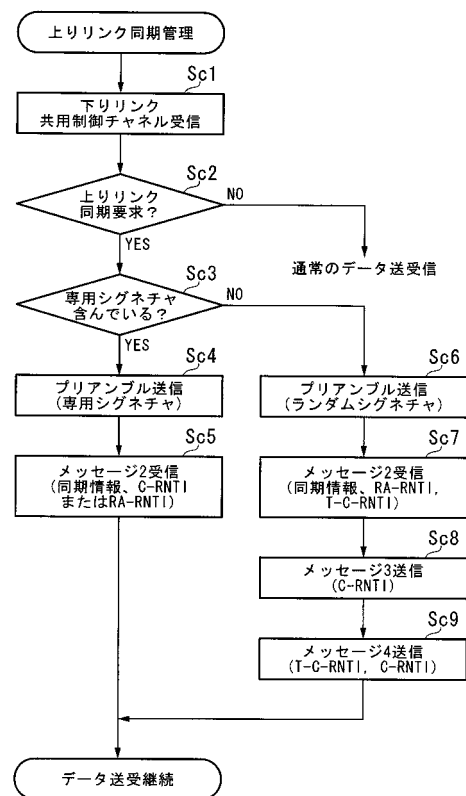 上りリンク同期管理
Sc1
下りリンク
共用制御チャネル受信
Sc2
上りリンク
同期要求?
NO
YES
通常のデータ送受信
Sc3
専用シグネチャ
含んでいる?
NO
YES
Sc4
プリアンブル送信
(専用シグネチャ)
Sc6
プリアンブル送信
(ランダムシグネチャ)
Sc5
メッセージ2受信
(同期情報、C-RNTI
またはRA-RNTI)
Sc7
メッセージ2受信
(同期情報、RA-RNTI,
T-C-RNTI)
Sc8
メッセージ3送信
(C-RNTI)
Sc9
メッセージ4送信
(T-C-RNTI, C-RNTI)
データ送受継続